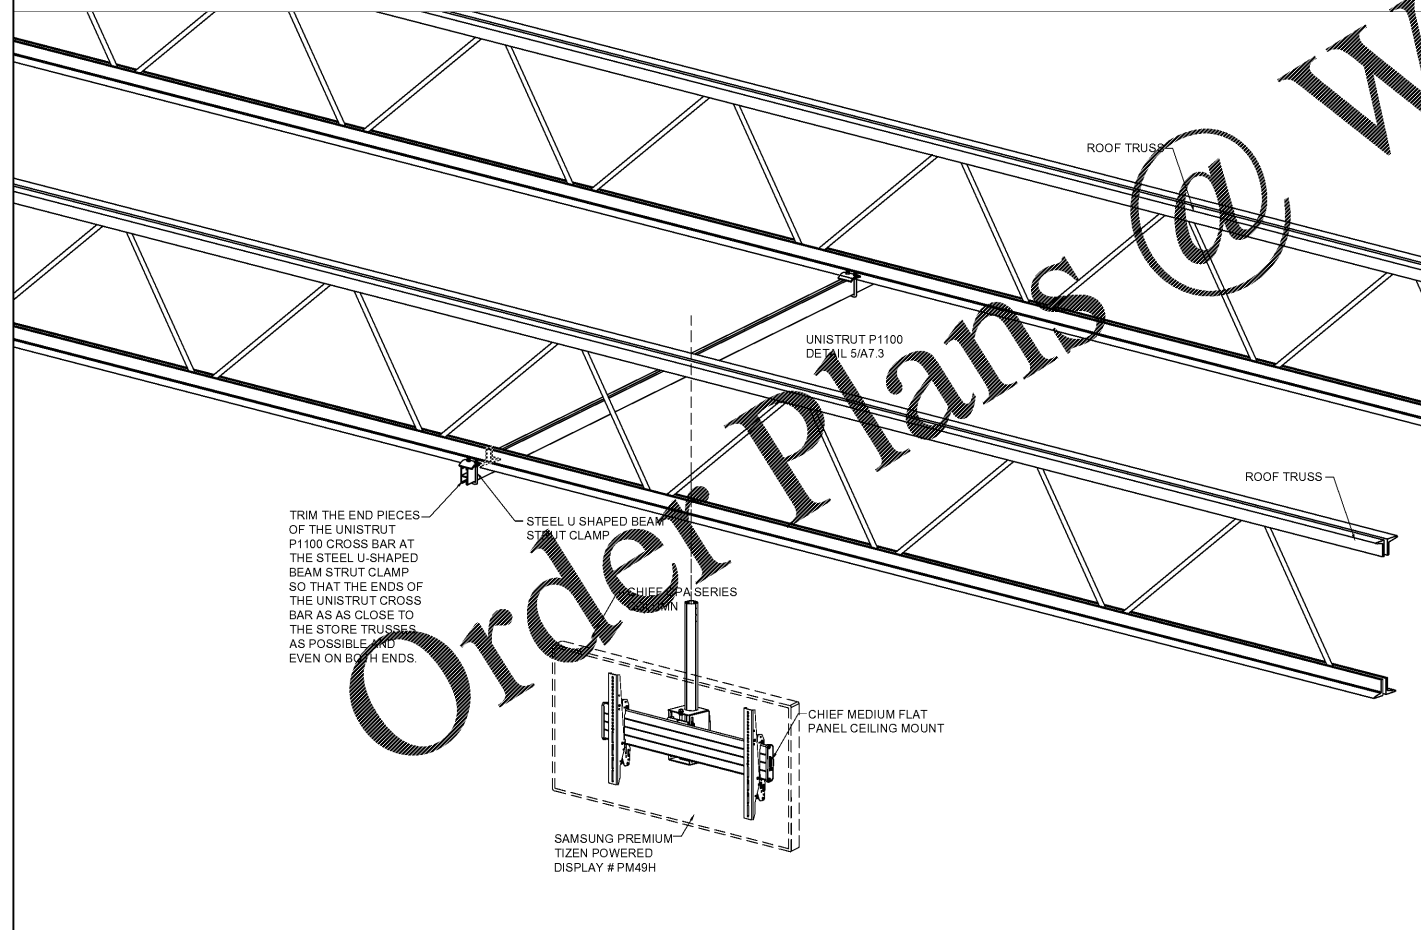 ROOF TRUSS
UNISTRUT P1100
DETAIL 5/A7.3
ROOF TRUSS
TRIM THE END PIECES
OF THE UNISTRUT
P1100 CROSS BAR AT
THE STEEL U-SHAPED
BEAM STRUT CLAMP
SO THAT THE ENDS OF
THE UNISTRUT CROSS
BAR AS AS CLOSE TO
THE STORE TRUSSES
AS POSSIBLE AND
EVEN ON BOTH ENDS.
STEEL U SHAPED BEAM
STRUT CLAMP
CHIEF CPA SERIES
COLUMN
CHIEF MEDIUM FLAT
PANEL CEILING MOUNT
SAMSUNG PREMIUM
TIZEN POWERED
DISPLAY # PM49H
Order Plans @ W